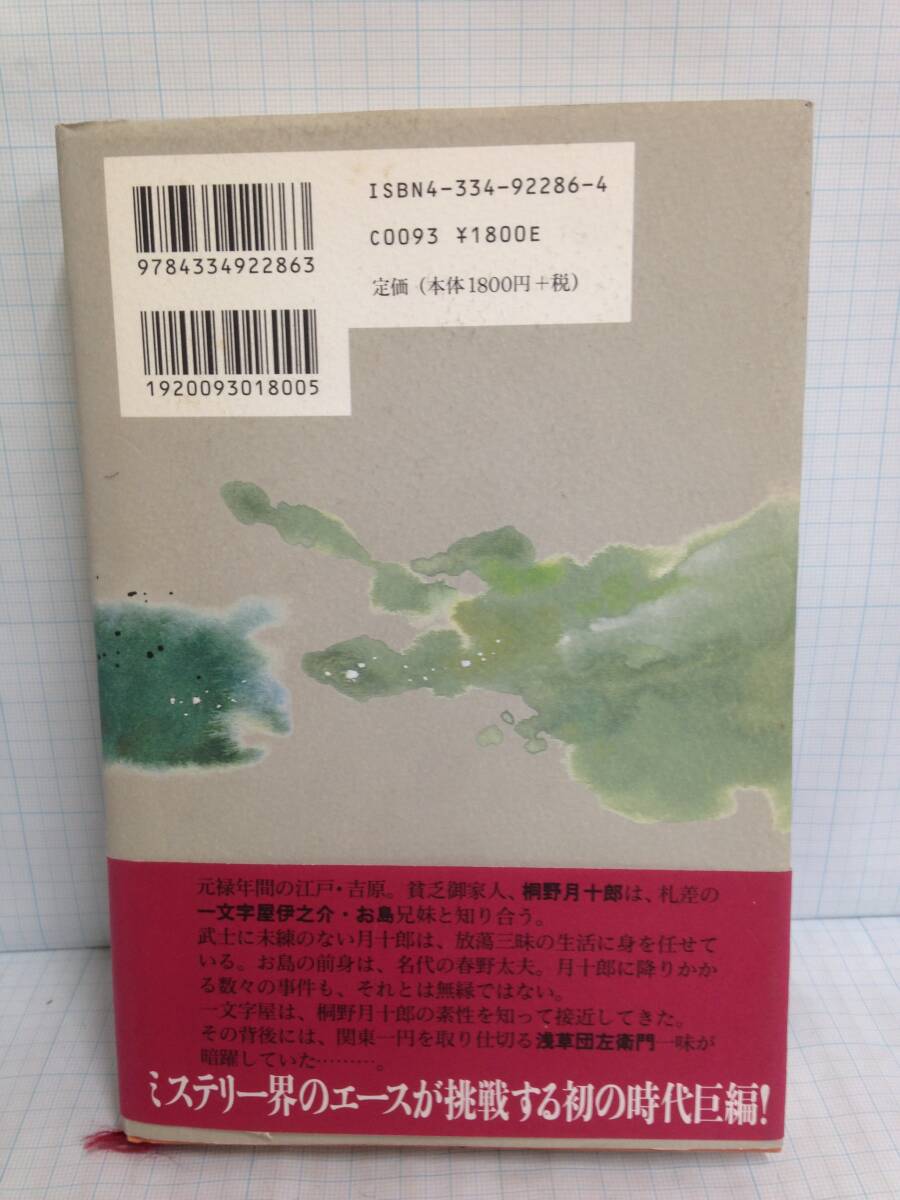 9784334922863
1920093018005
ISBN4-334-92286-4
C0093 ¥1800E
定価（本体1800円＋税）
元禄年間の江戸・吉原。貧乏御家人、桐野月十郎は、札差の
一文字屋伊之介・お島兄妹と知り合う。
武士に未練のない月十郎は、放蕩三昧の生活に身を任せて
いる。お島の前身は、名代の春野太夫。月十郎に降りかか
る数々の事件も、それとは無縁ではない。
一文字屋は、桐野月十郎の素性を知って接近してきた。
その背後には、関東一円を取り仕切る浅草団左衛門一味が
暗躍していた………。
ミステリー界のエースが挑戦する初の時代巨編！